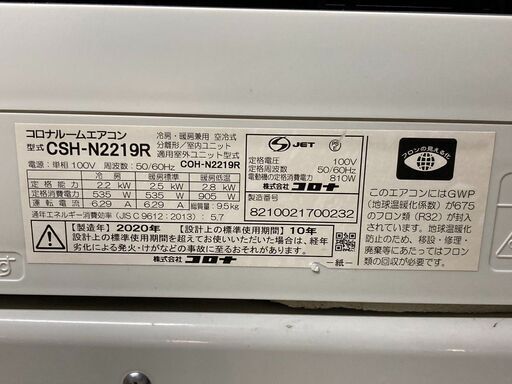 コロナルームエアコン
冷房・暖房兼用 空冷式
型式 CSH-N2219R
分離形/室内ユニット
適用室外ユニット型式
電源:単相 100V 周波数:50/60Hz COH-N2219R
冷房 暖房標準 暖房低温
定格能力 2.2 kW 2.5 kW 2.8 kW
定格消費電力 535 W 535 W 905 W
運転電流 6.29 A 6.29 A 総質量:9.5kg
通年エネルギー消費効率 (JIS C 9612:2013) : 5.7
S JET
定格電圧 100V
定格周波数 50/60Hz
電動機の定格消費電力 810W
株式会社コロナ
製造番号
8210021700232
【製造年】2020年 【設計上の標準使用期間】10年
設計上の標準使用期間を超えてお使いいただいた場合は、経年
劣化による発火・けがなどの事故に至るおそれがあります。
株式会社コロナ
紙
フロンの見える化
このエアコンにはGWP
(地球温暖化係数)が675
のフロン類(R32)が封入
されています。地球温暖化
防止のため、移設・修理・
廃棄等にあたってはフロン
類の回収が必要です。